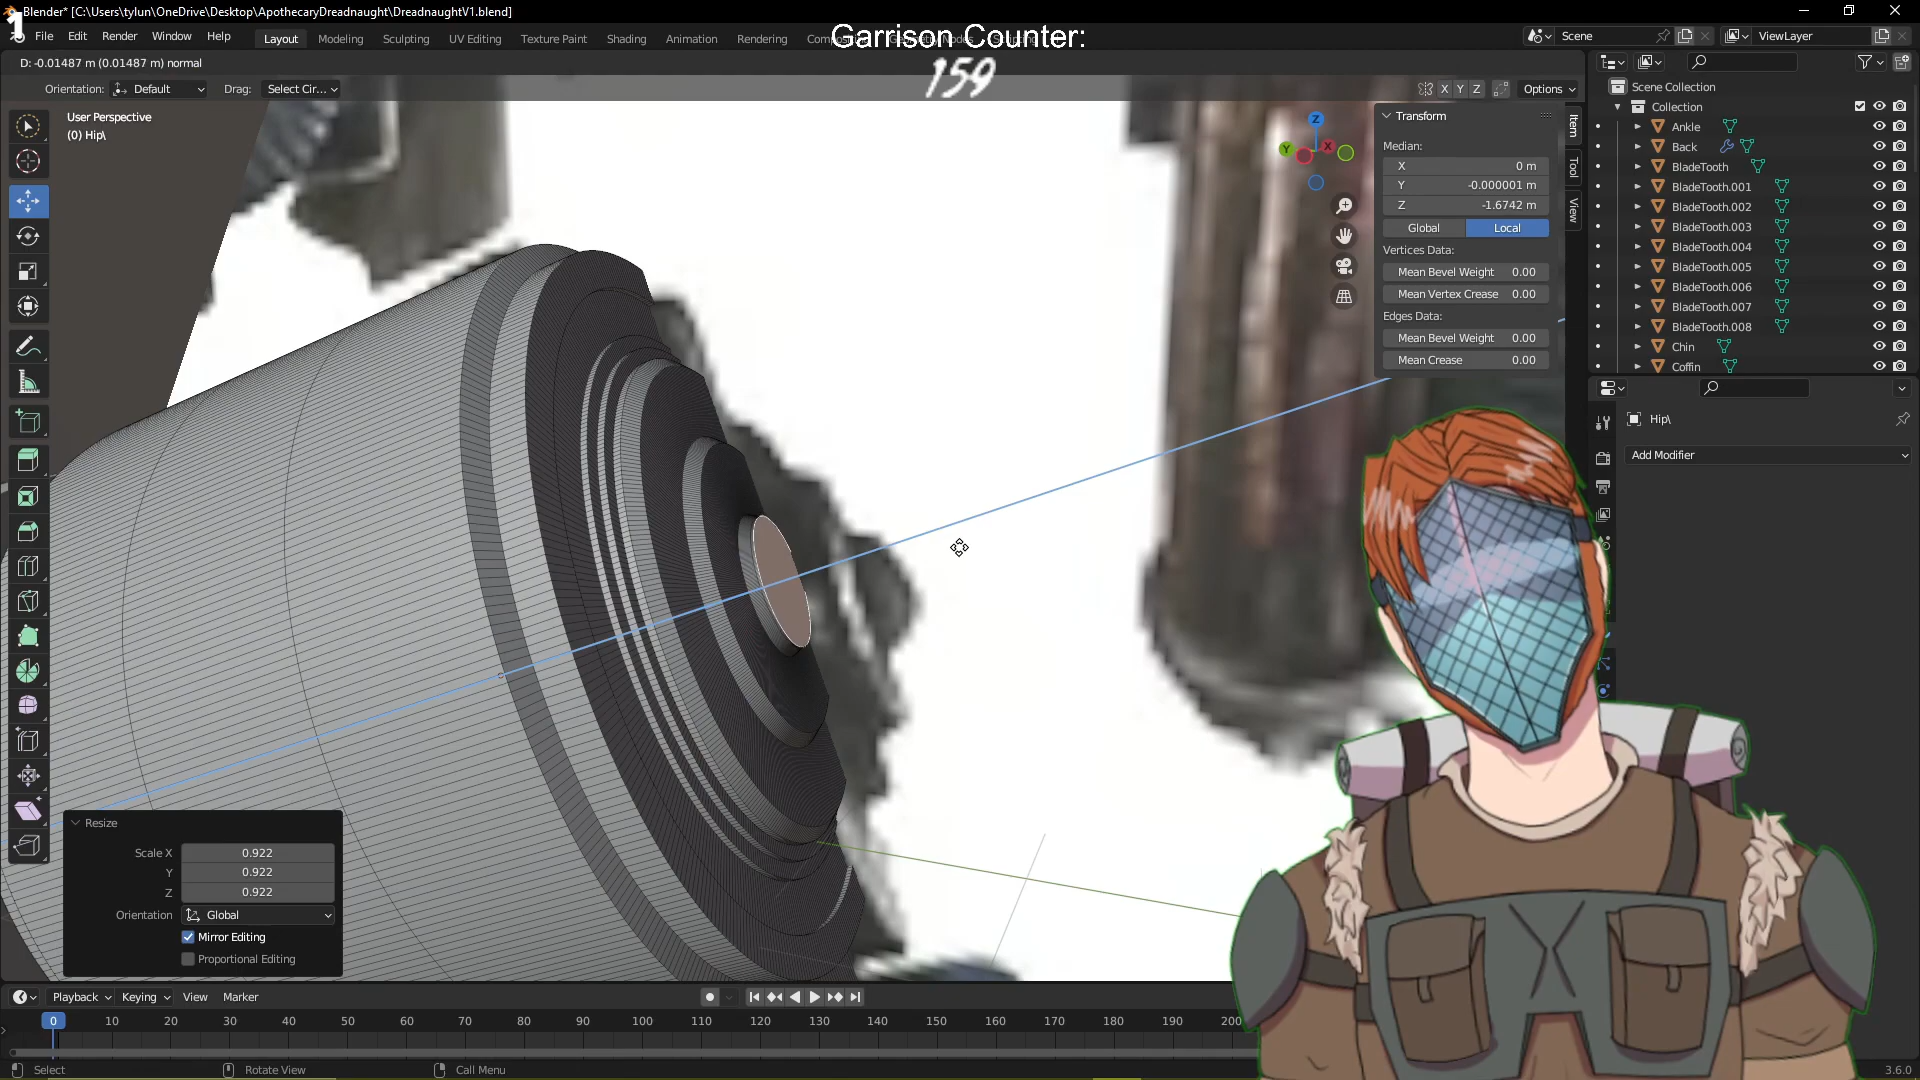 Blender* [C:\Users\tylun\OneDrive\Desktop\ApothecaryDreadnaught\DreadnaughtV1.blend]
1
File Edit Render Window Help
Layout Modeling Sculpting UV Editing Texture Paint Shading Animation Rendering
Garrison Counter:
159
Scene
ViewLayer
D: -0.01487 m (0.01487 m) normal
Orientation: Default Drag: Select Cir...
X Y Z Options
User Perspective
(0) Hip\
Z
Y
X
Transform
Median:
X 0 m
Y -0.000001 m
Z -1.6742 m
Global Local
Vertices Data:
Mean Bevel Weight 0.00
Mean Vertex Crease 0.00
Edges Data:
Mean Bevel Weight 0.00
Mean Crease 0.00
Item
Tool
View
Scene Collection
Collection
Ankle
Back
BladeTooth
BladeTooth.001
BladeTooth.002
BladeTooth.003
BladeTooth.004
BladeTooth.005
BladeTooth.006
BladeTooth.007
BladeTooth.008
Chin
Coffin
Hip\
Add Modifier
Resize
Scale X 0.922
Y 0.922
Z 0.922
Orientation Global
Mirror Editing
Proportional Editing
Playback Keying View Marker
0 10 20 30 40 50 60 70 80 90 100 110 120 130 140 150 160 170 180 190 200
Select Rotate View Call Menu
3.6.0